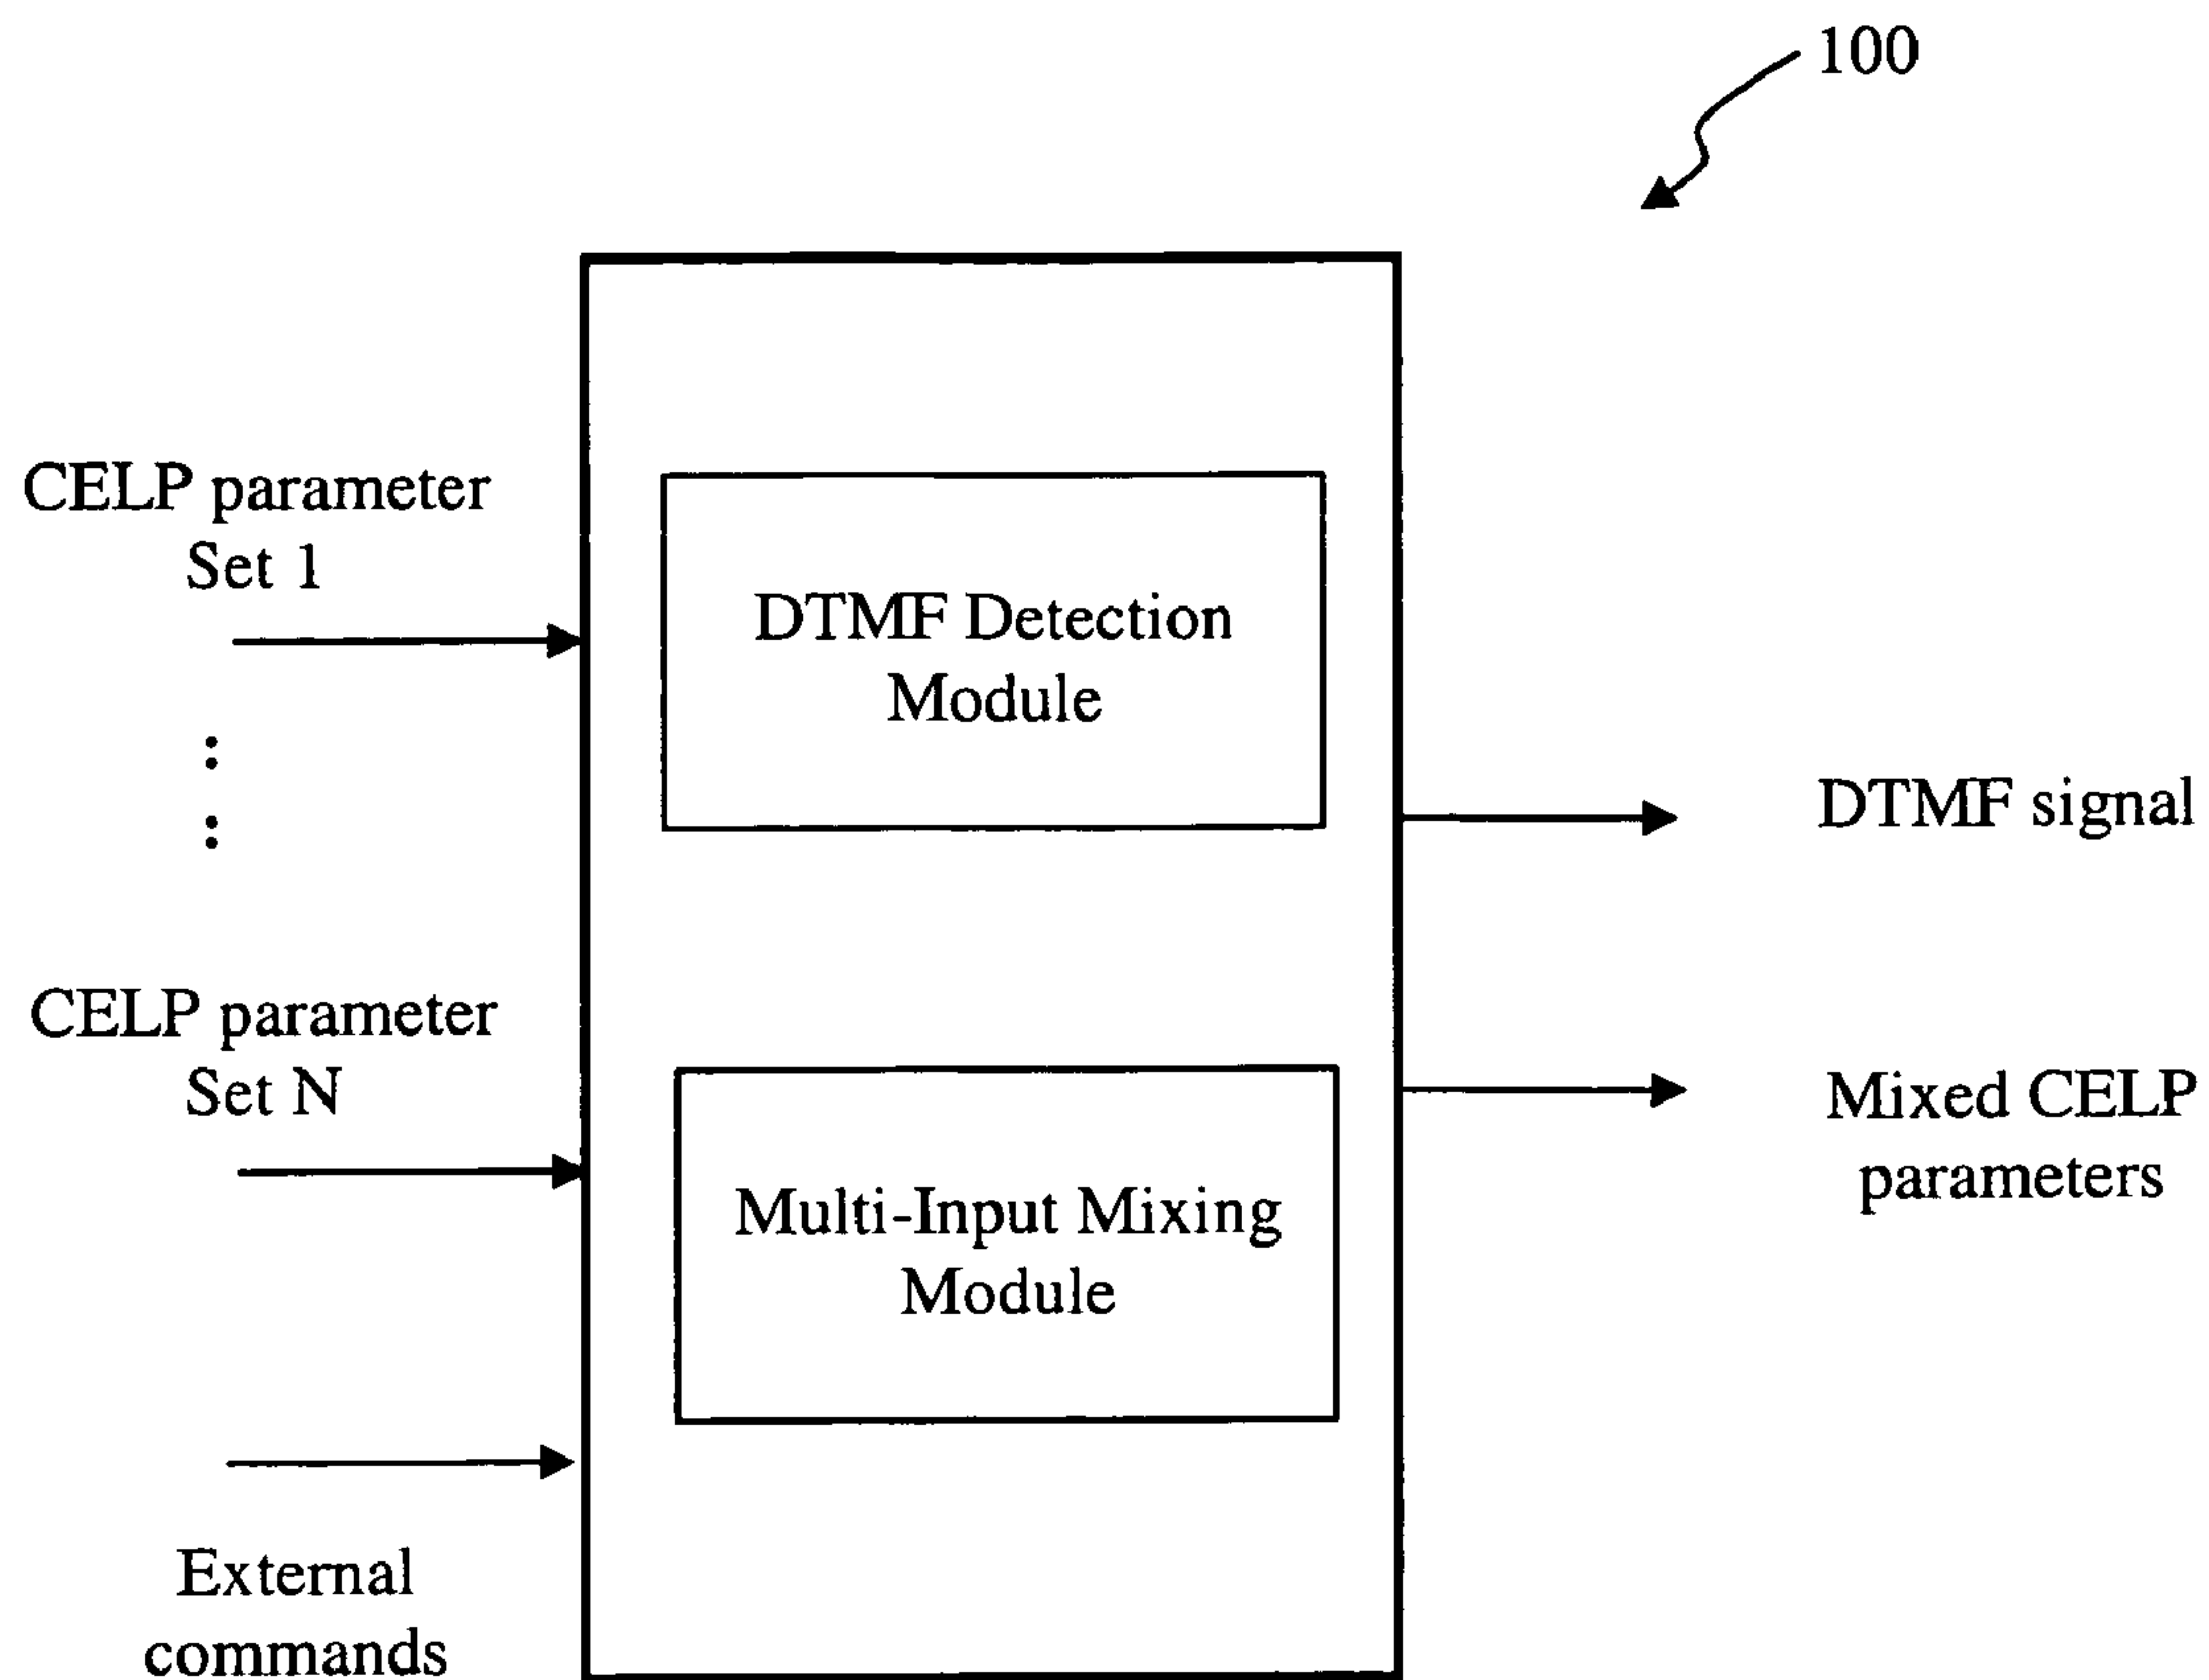 100
CELP parameter
Set 1
DTMF Detection
Module
DTMF signal
CELP parameter
Set N
Mixed CELP
parameters
Multi-Input Mixing
Module
External
commands